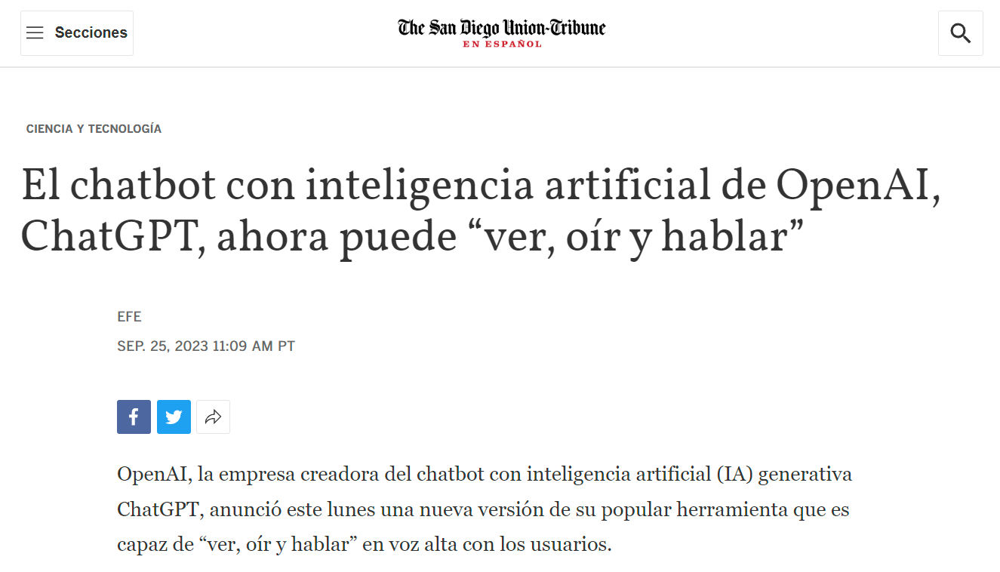 Secciones
The San Diego Union-Tribune
EN ESPAÑOL
CIENCIA Y TECNOLOGÍA
El chatbot con inteligencia artificial de OpenAI,
ChatGPT, ahora puede “ver, oír y hablar”
EFE
SEP. 25, 2023 11:09 AM PT
OpenAI, la empresa creadora del chatbot con inteligencia artificial (IA) generativa
ChatGPT, anunció este lunes una nueva versión de su popular herramienta que es
capaz de “ver, oír y hablar” en voz alta con los usuarios.